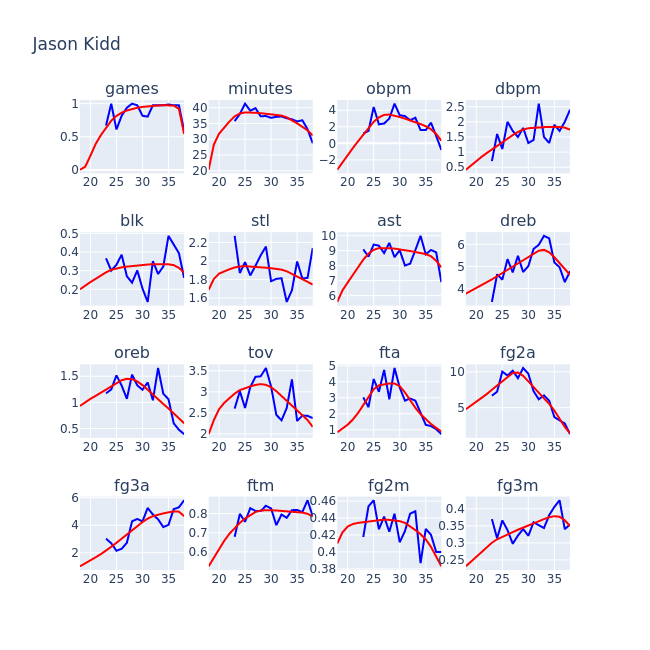 Jason Kidd
games minutes obpm dbpm
1 0.5 0 20 25 30 35
40 35 30 25 20 20 25 30 35
4 2 0 −2 20 25 30 35
2.5 2 1.5 1 0.5 20 25 30 35
blk stl ast dreb
0.5 0.4 0.3 0.2 20 25 30 35
2.2 2 1.8 1.6 20 25 30 35
10 9 8 7 6 20 25 30 35
6 5 4 20 25 30 35
oreb tov fta fg2a
1.5 1 0.5 20 25 30 35
3.5 3 2.5 2 20 25 30 35
5 4 3 2 1 20 25 30 35
10 5 20 25 30 35
fg3a ftm fg2m fg3m
6 4 2 20 25 30 35
0.8 0.7 0.6 20 25 30 35
0.46 0.44 0.42 0.4 0.38 20 25 30 35
0.4 0.35 0.3 0.25 20 25 30 35